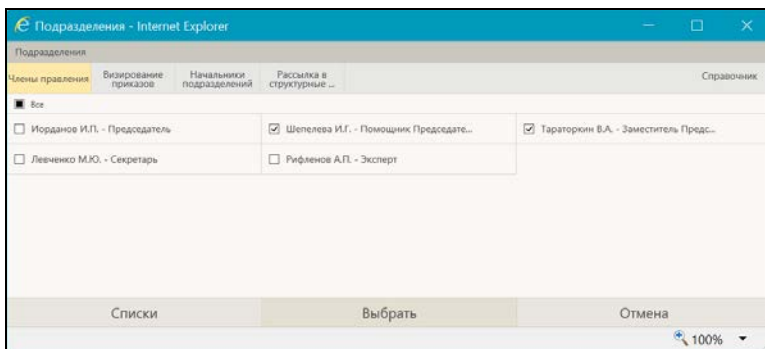 Подразделения - Internet Explorer
Подразделения
Члены правления
Визирование
приказов
Начальники
подразделений
Рассылка в
структурные ...
Справочник
Все
Иорданов И.П. - Председатель
Шепелева И.Г. - Помощник Председате...
Тараторкин В.А. - Заместитель Предс...
Левченко М.Ю. - Секретарь
Рифленов А.П. - Эксперт
Списки
Выбрать
Отмена
100%